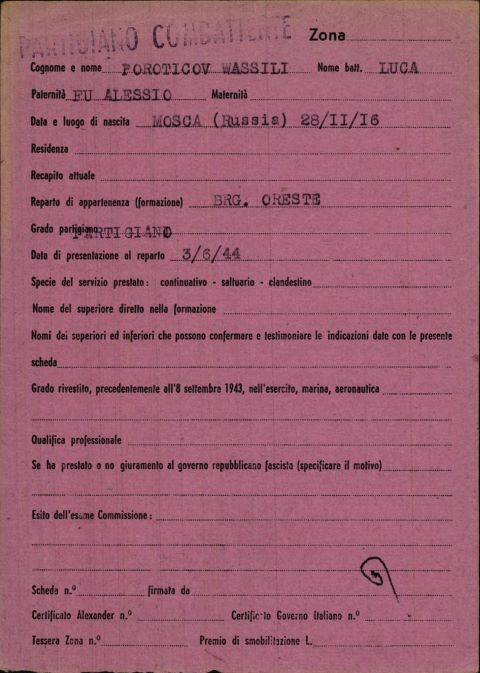 PARTIGIANO COMBATTENTE Zona
Cognome e nome POROTICOV WASSILI Nome batt. LUCA
Paternità FU ALESSIO Maternità
Data e luogo di nascita MOSCA (Russia) 28/II/I6
Residenza
Recapito attuale
Reparto di appartenenza (formazione) BRG. ORESTE
Grado partigiano PARTIGIANO
Data di presentazione al reparto 3/6/44
Specie del servizio prestato: continuativo - saltuario - clandestino
Nome del superiore diretto nella formazione
Nomi dei superiori ed inferiori che possono confermare e testimoniare le indicazioni date con le presente
scheda
Grado rivestito, precedentemente all'8 settembre 1943, nell'esercito, marina, aeronautica
Qualifica professionale
Se ha prestato o no giuramento al governo repubblicano fascista (specificare il motivo)
Esito dell'esame Commissione:
Scheda n.º firmata da
Certificato Alexander n.º Certificato Governo Italiano n.º
Tessera Zona n.º Premio di smobilitazione L.